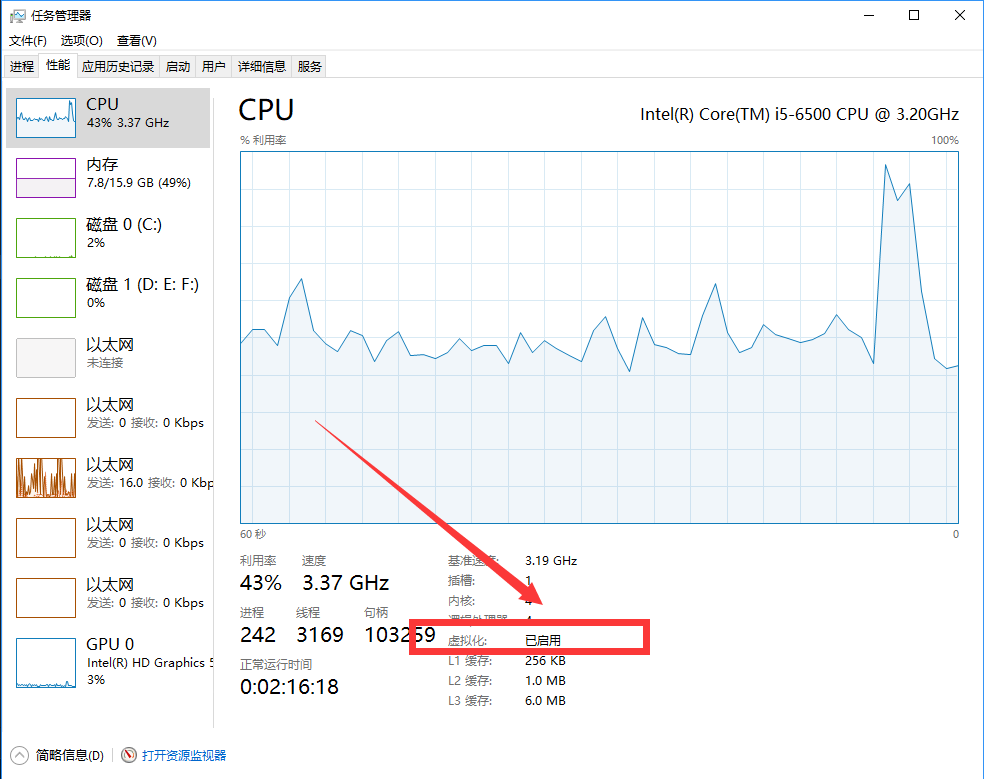 任务管理器
文件(F) 选项(O) 查看(V)
进程 性能 应用历史记录 启动 用户 详细信息 服务
CPU
43% 3.37 GHz
内存
7.8/15.9 GB (49%)
磁盘 0 (C:)
2%
磁盘 1 (D: E: F:)
0%
以太网
未连接
以太网
发送: 0 接收: 0 Kbps
以太网
发送: 16.0 接收: 0 Kbp
以太网
发送: 0 接收: 0 Kbps
以太网
发送: 0 接收: 0 Kbps
GPU 0
Intel(R) HD Graphics 5
3%
CPU
Intel(R) Core(TM) i5-6500 CPU @ 3.20GHz
% 利用率
100%
60 秒
0
利用率 速度
43% 3.37 GHz
进程 线程 句柄
242 3169 103259
正常运行时间
0:02:16:18
基准速度: 3.19 GHz
插槽: 1
内核: 4
逻辑处理器: 4
虚拟化: 已启用
L1 缓存: 256 KB
L2 缓存: 1.0 MB
L3 缓存: 6.0 MB
简略信息(D)
打开资源监视器